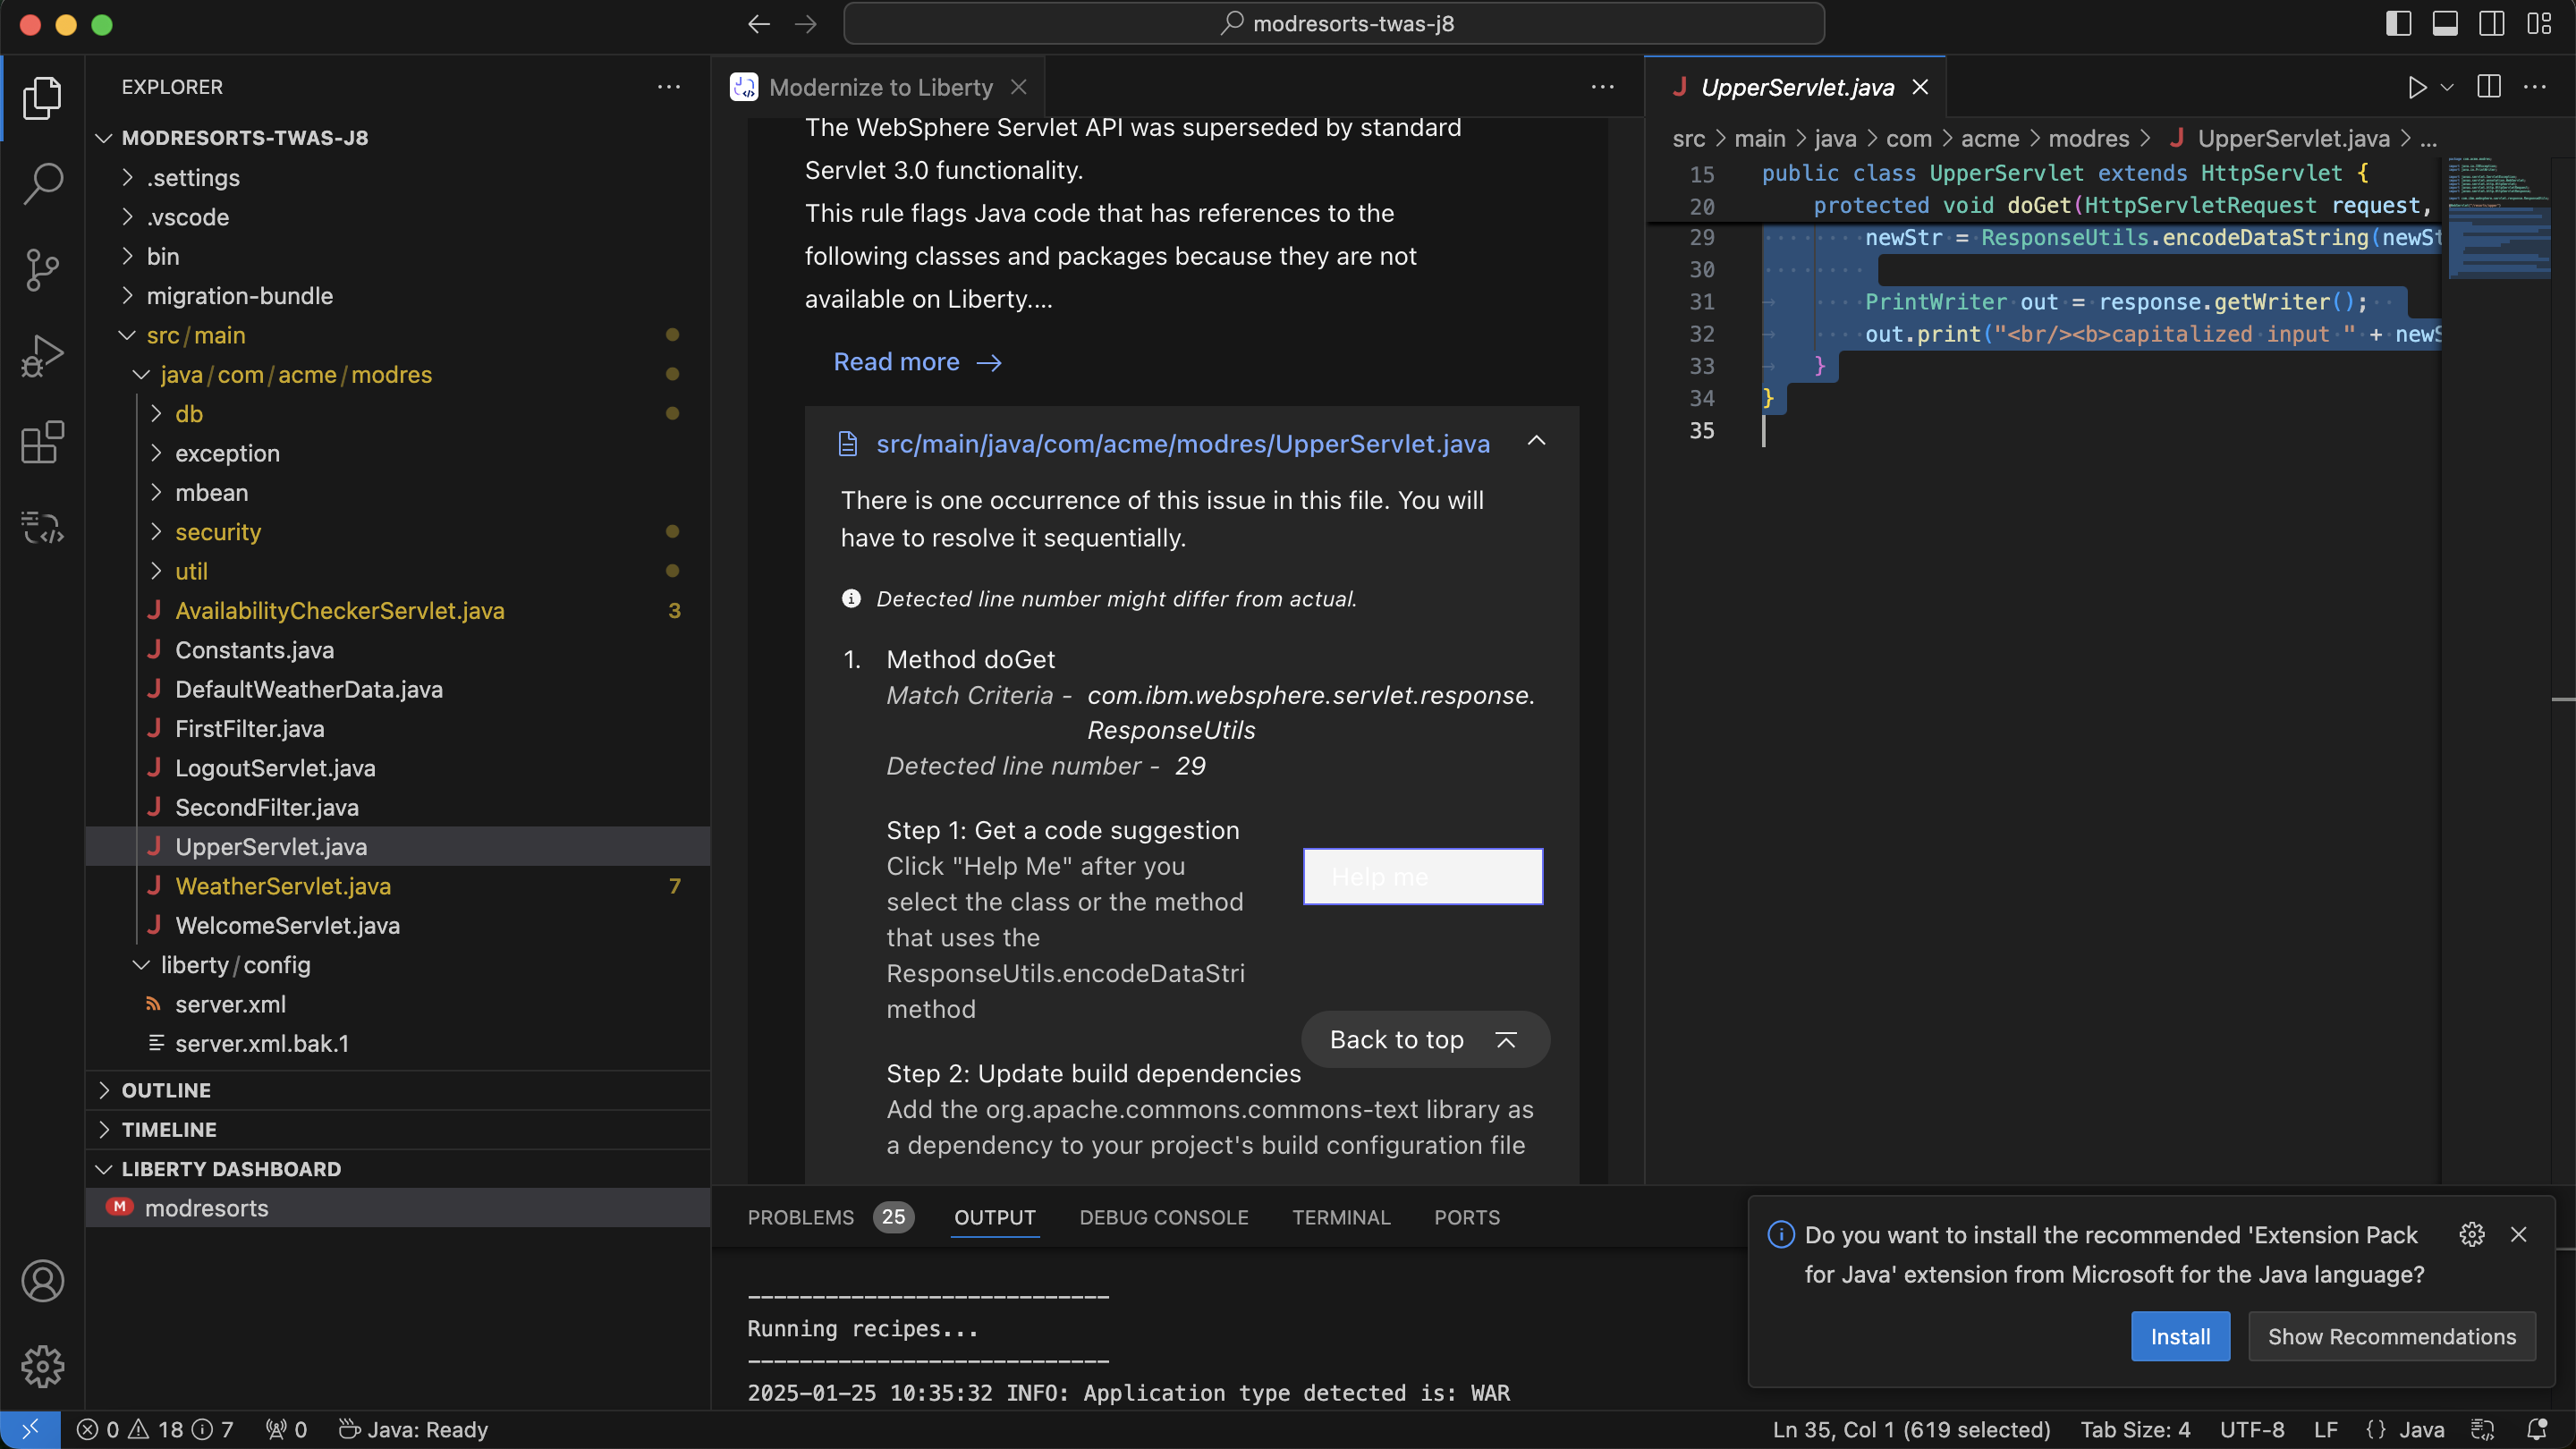 modresorts-twas-j8
EXPLORER
MODRESORTS-TWAS-J8
.settings
.vscode
bin
migration-bundle
src/main
java/com/acme/modres
db
exception
mbean
security
util
AvailabilityCheckerServlet.java 3
Constants.java
DefaultWeatherData.java
FirstFilter.java
LogoutServlet.java
SecondFilter.java
UpperServlet.java
WeatherServlet.java 7
WelcomeServlet.java
liberty/config
server.xml
server.xml.bak.1
OUTLINE
TIMELINE
LIBERTY DASHBOARD
M modresorts
Modernize to Liberty
The WebSphere Servlet API was superseded by standard
Servlet 3.0 functionality.
This rule flags Java code that has references to the
following classes and packages because they are not
available on Liberty....
Read more
src/main/java/com/acme/modres/UpperServlet.java
There is one occurrence of this issue in this file. You will
have to resolve it sequentially.
Detected line number might differ from actual.
1. Method doGet
Match Criteria - com.ibm.websphere.servlet.response.
ResponseUtils
Detected line number - 29
Step 1: Get a code suggestion
Click "Help Me" after you
select the class or the method
that uses the
ResponseUtils.encodeDataStri
method
Help me
Back to top
Step 2: Update build dependencies
Add the org.apache.commons.commons-text library as
a dependency to your project's build configuration file
J UpperServlet.java
src > main > java > com > acme > modres > J UpperServlet.java > ...
15 public class UpperServlet extends HttpServlet {
20 protected void doGet(HttpServletRequest request,
29 newStr = ResponseUtils.encodeDataString(newSt
30
31 PrintWriter out = response.getWriter();
32 out.print("<br/><b>capitalized input " + newS
33 }
34 }
35
PROBLEMS 25 OUTPUT DEBUG CONSOLE TERMINAL PORTS
----------------------------
Running recipes...
----------------------------
2025-01-25 10:35:32 INFO: Application type detected is: WAR
Do you want to install the recommended 'Extension Pack
for Java' extension from Microsoft for the Java language?
Install Show Recommendations
0 18 7 0 Java: Ready Ln 35, Col 1 (619 selected) Tab Size: 4 UTF-8 LF {} Java